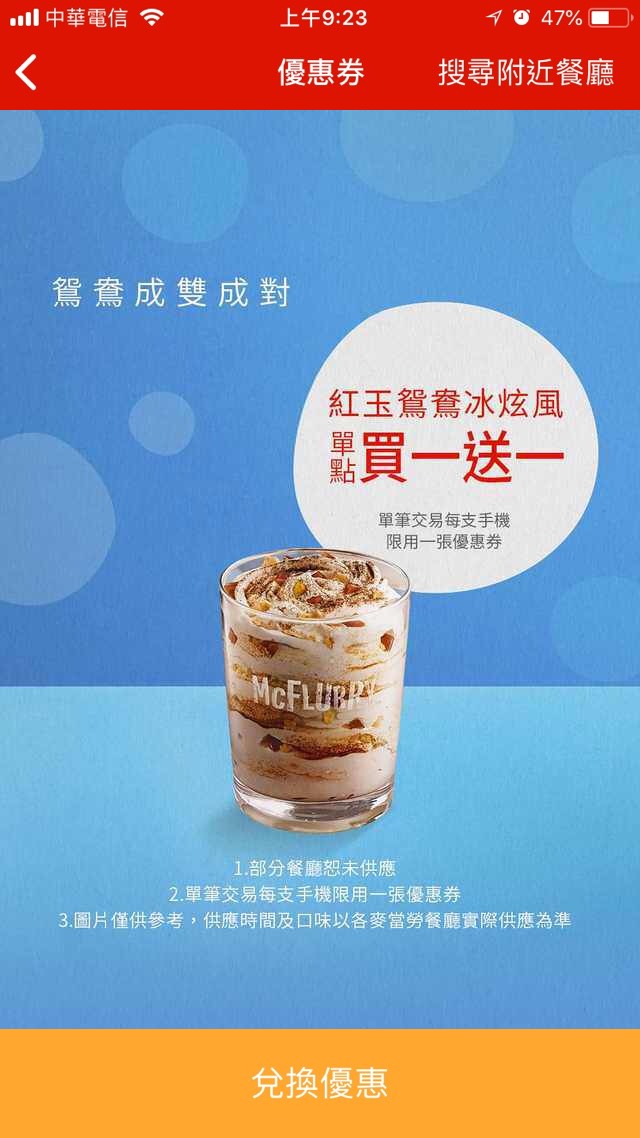 中華電信
上午9:23
47%
優惠券
搜尋附近餐廳
鴛鴦成雙成對
紅玉鴛鴦冰炫風
單點
買一送一
單筆交易每支手機
限用一張優惠券
McFLURRY
1.部分餐廳恕未供應
2.單筆交易每支手機限用一張優惠券
3.圖片僅供參考，供應時間及口味以各麥當勞餐廳實際供應為準
兌換優惠